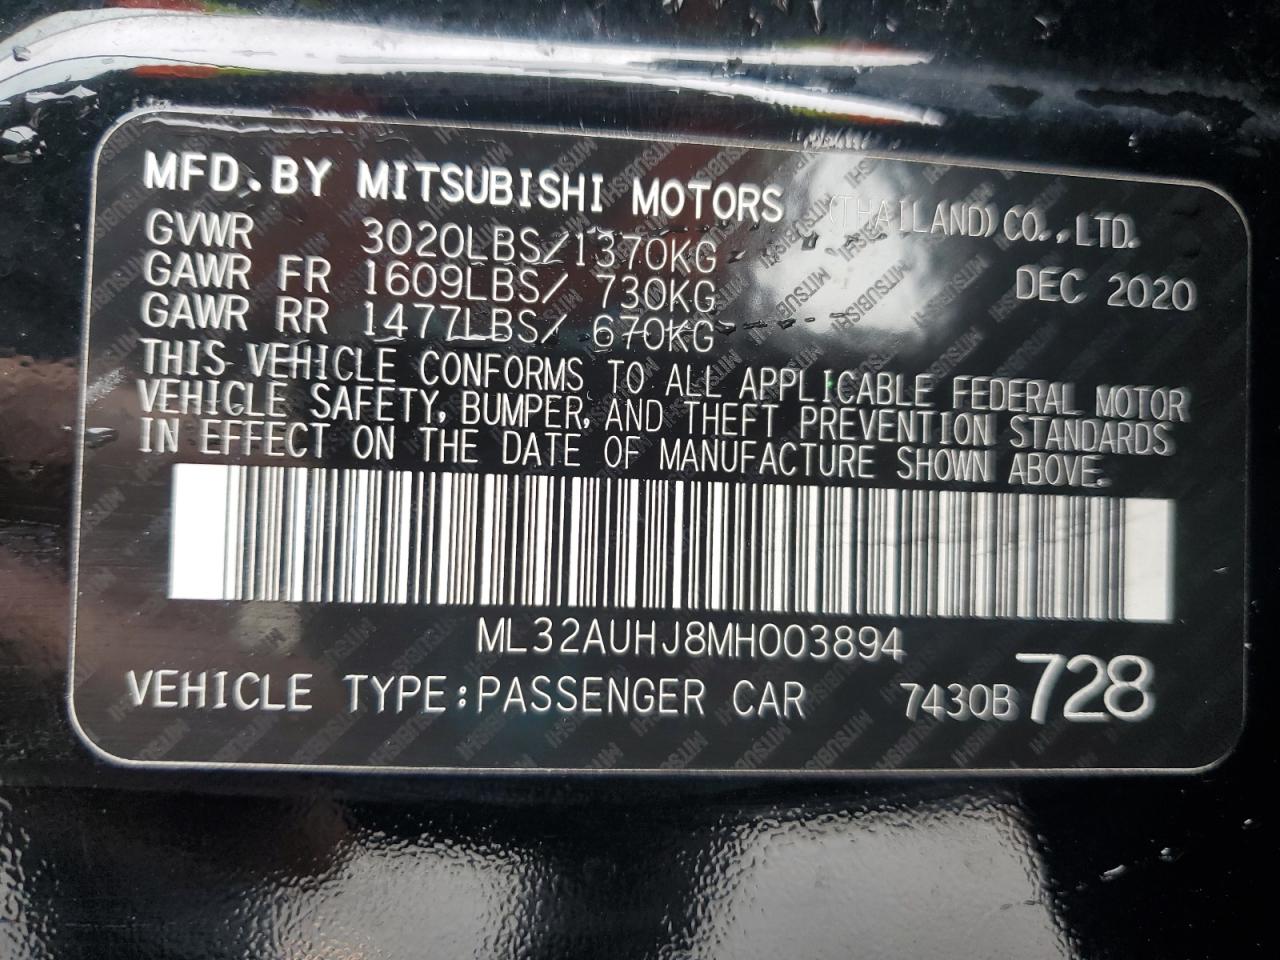 MFD.BY MITSUBISHI MOTORS (THAILAND)CO.,LTD.
GVWR 3020LBS/1370KG DEC 2020
GAWR FR 1609LBS/ 730KG
GAWR RR 1477LBS/ 670KG
THIS VEHICLE CONFORMS TO ALL APPLICABLE FEDERAL MOTOR
VEHICLE SAFETY, BUMPER, AND THEFT PREVENTION STANDARDS
IN EFFECT ON THE DATE OF MANUFACTURE SHOWN ABOVE.
ML32AUHJ8MH003894
VEHICLE TYPE:PASSENGER CAR 7430B728